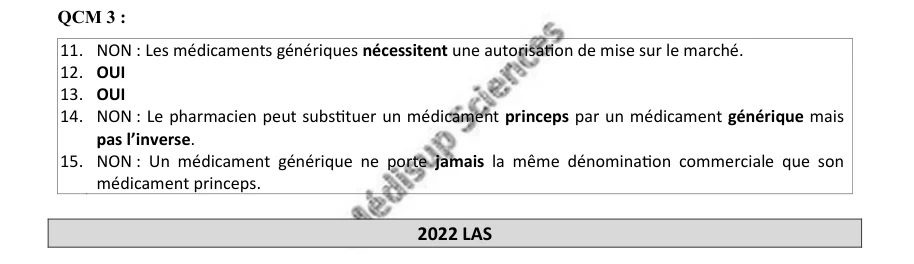 QCM 3 :
11. NON : Les médicaments génériques nécessitent une autorisation de mise sur le marché.
12. OUI
13. OUI
14. NON : Le pharmacien peut substituer un médicament princeps par un médicament générique mais
pas l’inverse.
15. NON : Un médicament générique ne porte jamais la même dénomination commerciale que son
médicament princeps.
édisup Sciences
2022 LAS